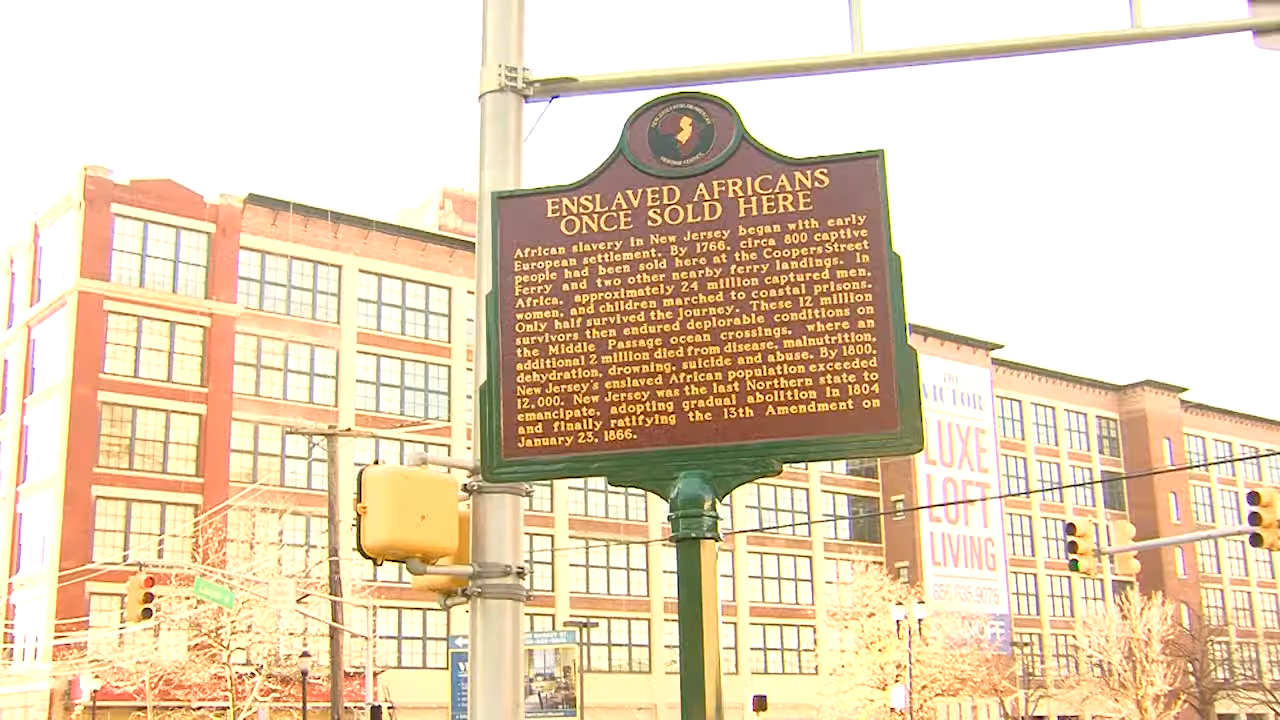 ENSLAVED AFRICANS
ONCE SOLD HERE
African slavery in New Jersey began with early
European settlement. By 1766, circa 800 captive
people had been sold here at the Coopers Street
Ferry and two other nearby ferry landings. In
Africa, approximately 24 million captured men,
women, and children marched to coastal prisons.
Only half survived the journey. These 12 million
survivors then endured deplorable conditions on
the Middle Passage ocean crossings, where an
additional 2 million died from disease, malnutrition,
dehydration, drowning, suicide and abuse. By 1800,
New Jersey's enslaved African population exceeded
12,000. New Jersey was the last Northern state to
emancipate, adopting gradual abolition in 1804
and finally ratifying the 13th Amendment on
January 23, 1866.
THE
VICTOR
LUXE
LOFT
LIVING